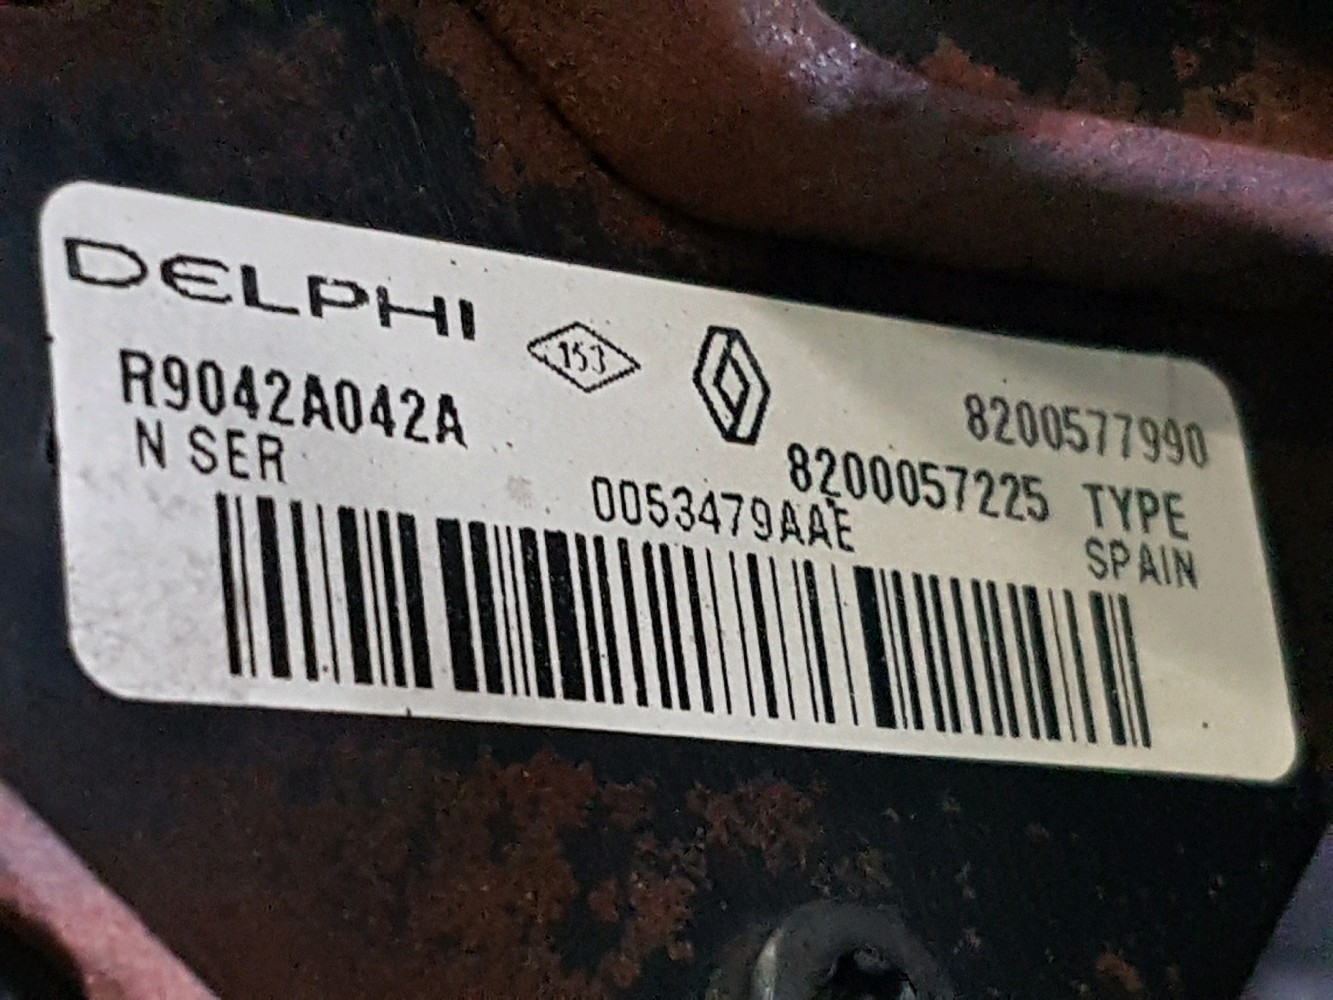 DELPHI
153
8200577990
R9042A042A
8200057225 TYPE
N SER
0053479AAE
SPAIN